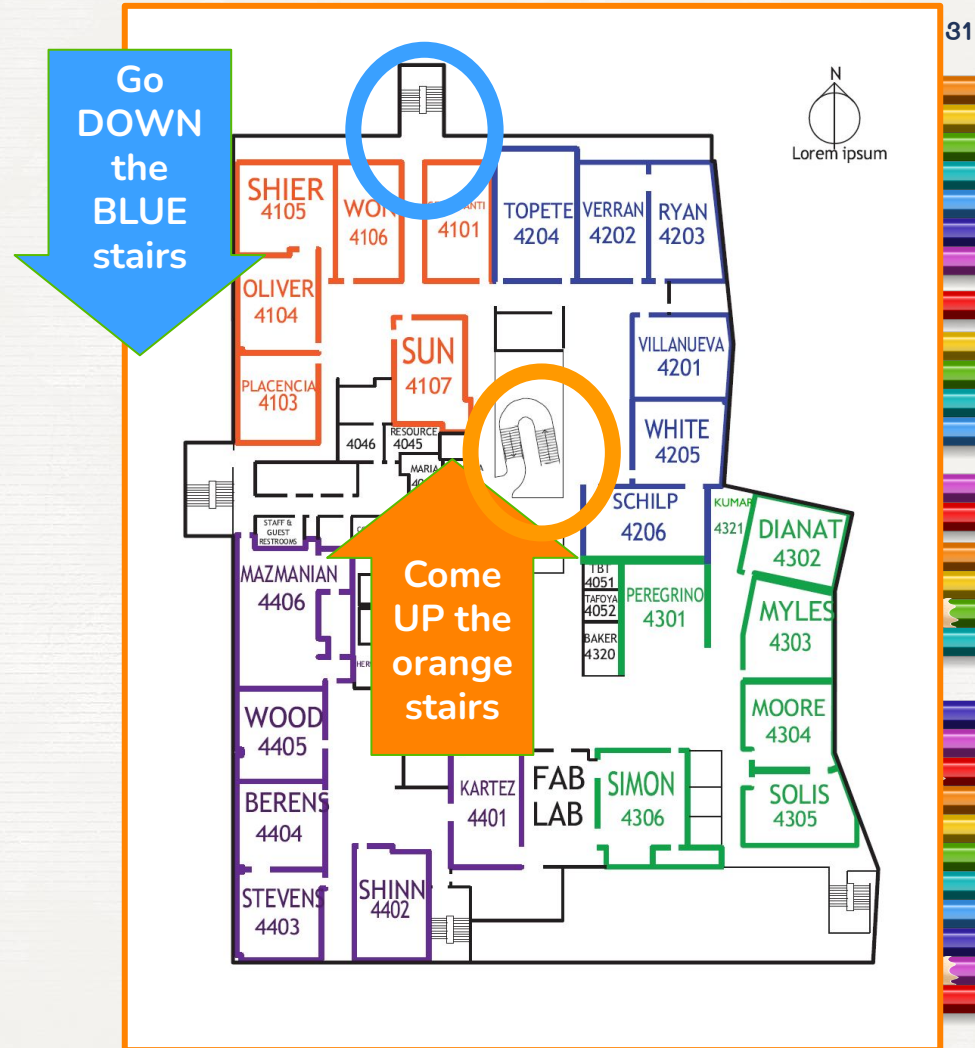 31
Go
DOWN
the
BLUE
stairs
N
Lorem ipsum
SHIER
4105
WON
4106
4101
TOPETE
4204
VERRAN
4202
RYAN
4203
OLIVER
4104
PLACENCIA
4103
SUN
4107
VILLANUEVA
4201
WHITE
4205
4046
RESOURCE
4045
MARIA
SCHILP
4206
KUMAR
4321
DIANAT
4302
STAFF &
GUEST
RESTROOMS
MAZMANIAN
4406
Come
UP the
orange
stairs
TBT
4051
TAFOYA
4052
BAKER
4320
PEREGRINO
4301
MYLES
4303
WOOD
4405
MOORE
4304
BERENS
4404
KARTEZ
4401
FAB
LAB
SIMON
4306
SOLIS
4305
STEVENS
4403
SHINN
4402